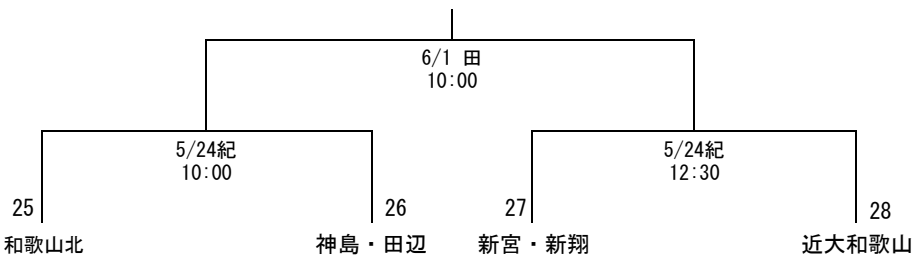 6/1 田
10:00
5/24紀
10:00
5/24紀
12:30
25
26
27
28
和歌山北
神島・田辺
新宮・新翔
近大和歌山